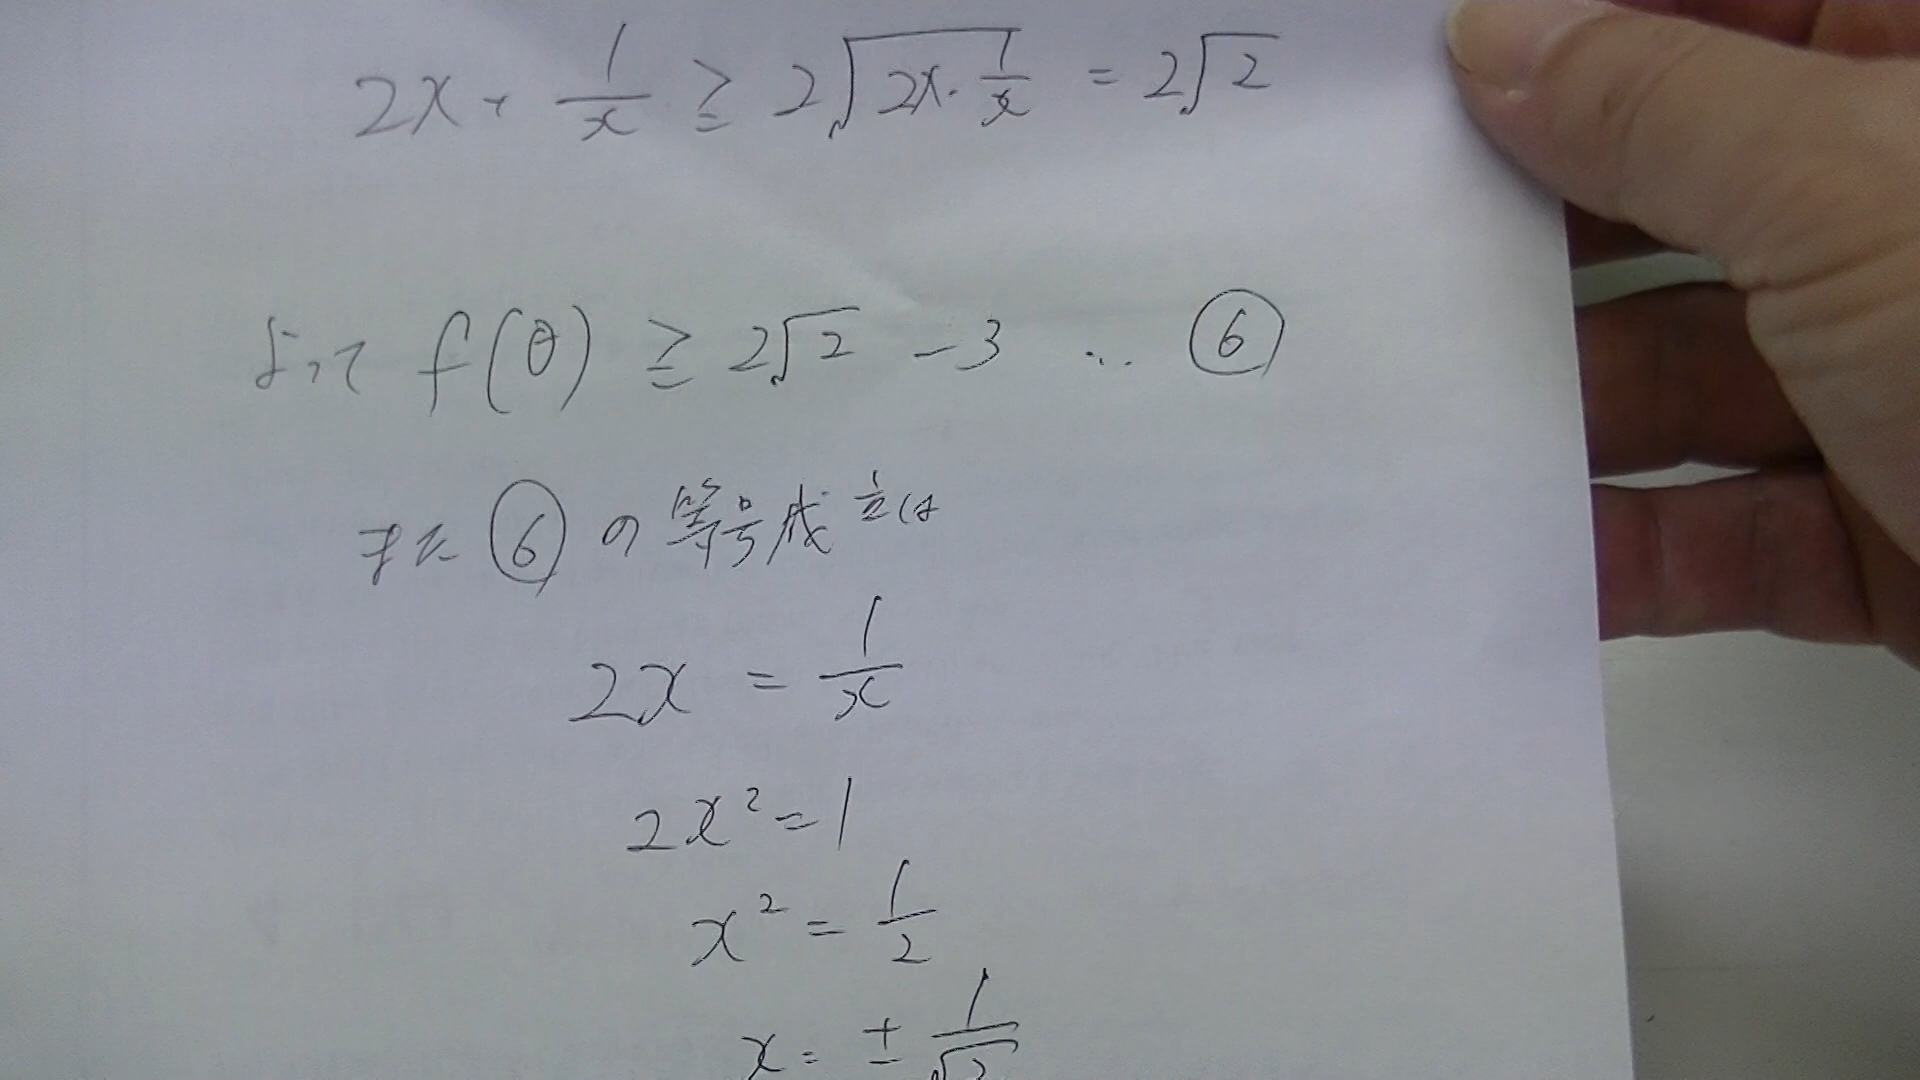 2x + 1/x ≧ 2√(2x・1/x) = 2√2
よって f(θ) ≧ 2√2 - 3 … ⑥
また ⑥ の等号成立は
2x = 1/x
2x² = 1
x² = 1/2
x = ± 1/√2